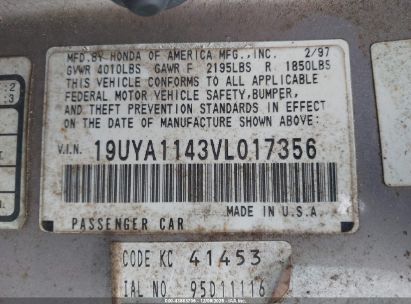 MFD.BY HONDA OF AMERICA MFG.,INC. 2/97
GVWR 4010LBS GAWR F 2195LBS R 1850LBS
THIS VEHICLE CONFORMS TO ALL APPLICABLE
FEDERAL MOTOR VEHICLE SAFETY,BUMPER,
AND THEFT PREVENTION STANDARDS IN EFFECT
ON THE DATE OF MANUFACTURE SHOWN ABOVE:
V.I.N. 19UYA1143VL017356
PASSENGER CAR MADE IN U.S.A.
CODE KC 41453
IAL NO 95D11116